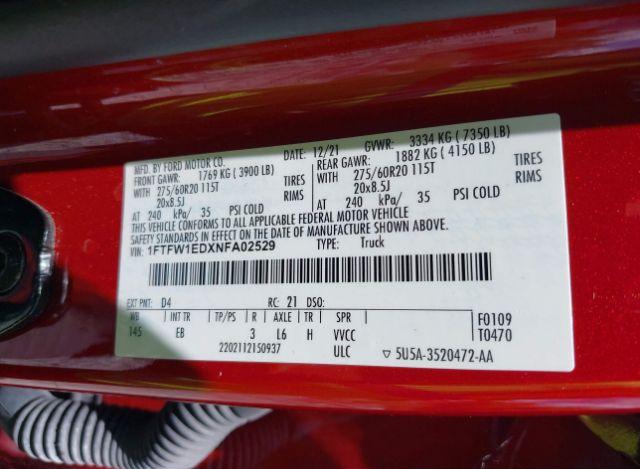 MFD. BY FORD MOTOR CO. DATE: 12/21 GVWR: 3334 KG ( 7350 LB)
FRONT GAWR: 1769 KG ( 3900 LB) REAR GAWR: 1882 KG ( 4150 LB)
WITH 275/60R20 115T TIRES WITH 275/60R20 115T TIRES
20x8.5J RIMS 20x8.5J RIMS
AT 240 kPa/ 35 PSI COLD AT 240 kPa/ 35 PSI COLD
THIS VEHICLE CONFORMS TO ALL APPLICABLE FEDERAL MOTOR VEHICLE
SAFETY STANDARDS IN EFFECT ON THE DATE OF MANUFACTURE SHOWN ABOVE.
VIN: 1FTFW1EDXNFA02529 TYPE: Truck
EXT PNT: D4 RC: 21 DSO:
WB INT TR TP/PS R AXLE TR SPR F0109
145 EB 3 L6 H VVCC T0470
2202112150937 ULC ▽ 5U5A-3520472-AA